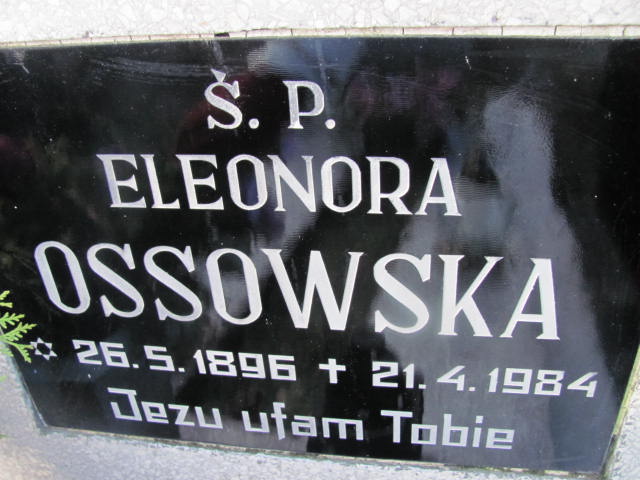 Š. P.
ELEONORA
OSSOWSKA
✡ 26.5.1896 ✝ 21.4.1984
Jezu ufam Tobie